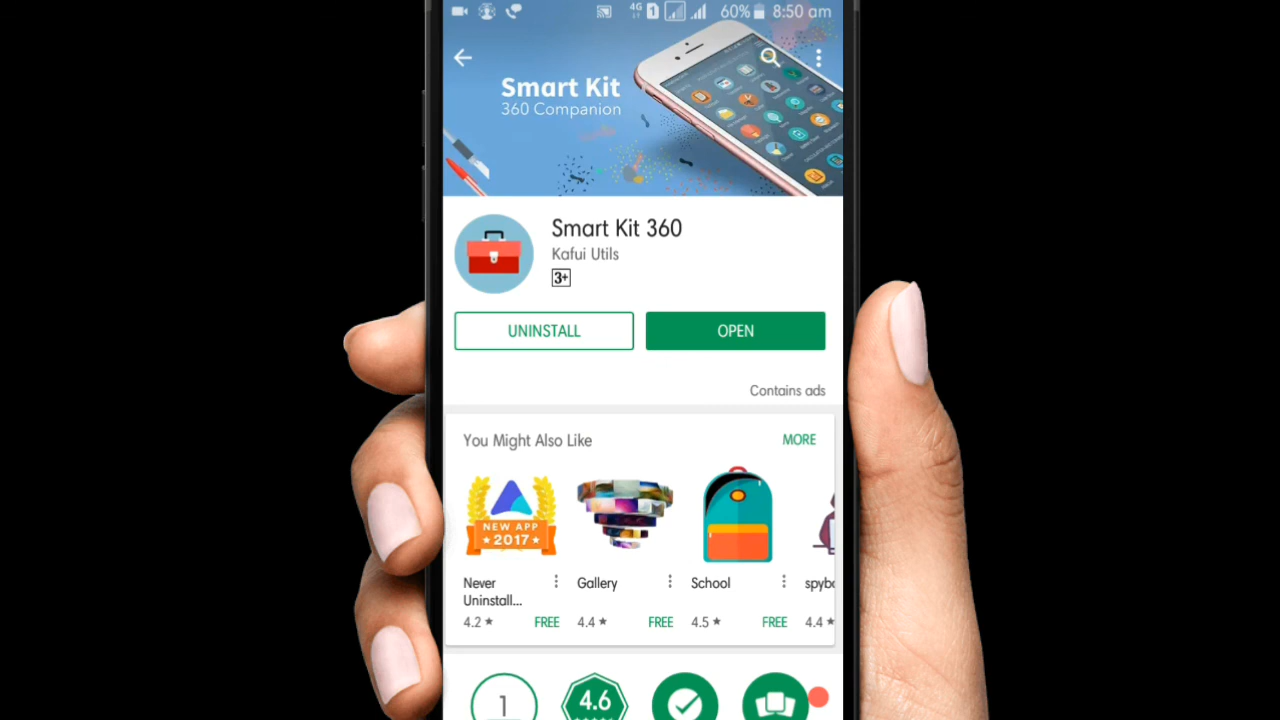 4G 1 60% 8:50 am
Smart Kit
360 Companion
Smart Kit 360
Kafui Utils
3+
UNINSTALL OPEN
Contains ads
You Might Also Like MORE
NEW APP
2017
Never Uninstall...
4.2 FREE
Gallery
4.4 FREE
School
4.5 FREE
4.4
1
4.6